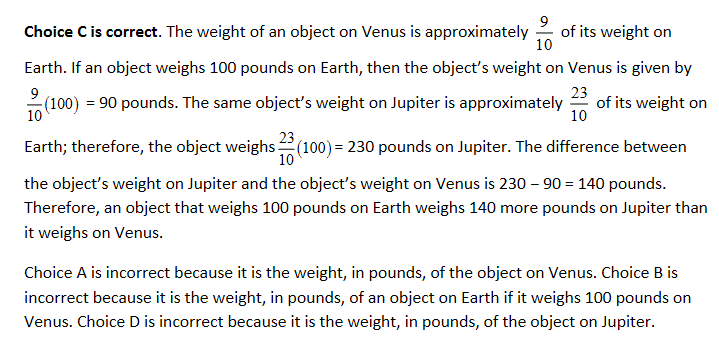 Choice C is correct. The weight of an object on Venus is approximately 9/10 of its weight on
Earth. If an object weighs 100 pounds on Earth, then the object's weight on Venus is given by
9/10 (100) = 90 pounds. The same object's weight on Jupiter is approximately 23/10 of its weight on
Earth; therefore, the object weighs 23/10 (100) = 230 pounds on Jupiter. The difference between
the object's weight on Jupiter and the object's weight on Venus is 230 – 90 = 140 pounds.
Therefore, an object that weighs 100 pounds on Earth weighs 140 more pounds on Jupiter than
it weighs on Venus.
Choice A is incorrect because it is the weight, in pounds, of the object on Venus. Choice B is
incorrect because it is the weight, in pounds, of an object on Earth if it weighs 100 pounds on
Venus. Choice D is incorrect because it is the weight, in pounds, of the object on Jupiter.